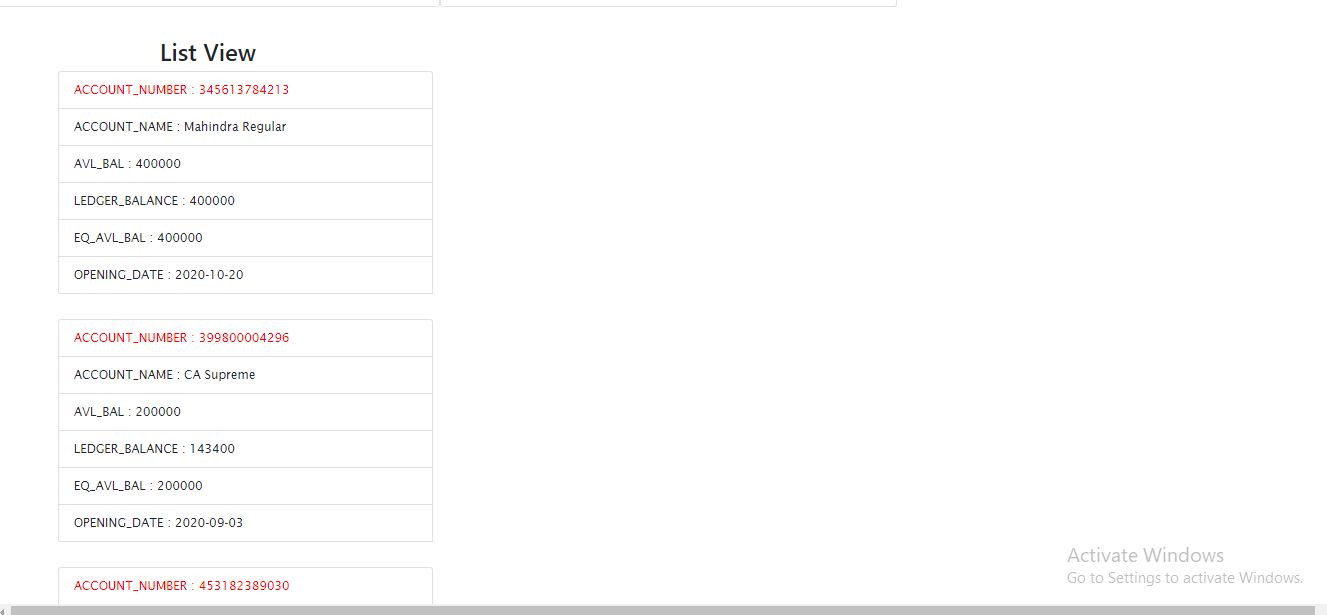 List View
ACCOUNT_NUMBER : 345613784213
ACCOUNT_NAME : Mahindra Regular
AVL_BAL : 400000
LEDGER_BALANCE : 400000
EQ_AVL_BAL : 400000
OPENING_DATE : 2020-10-20
ACCOUNT_NUMBER : 399800004296
ACCOUNT_NAME : CA Supreme
AVL_BAL : 200000
LEDGER_BALANCE : 143400
EQ_AVL_BAL : 200000
OPENING_DATE : 2020-09-03
ACCOUNT_NUMBER : 453182389030
Activate Windows
Go to Settings to activate Windows.